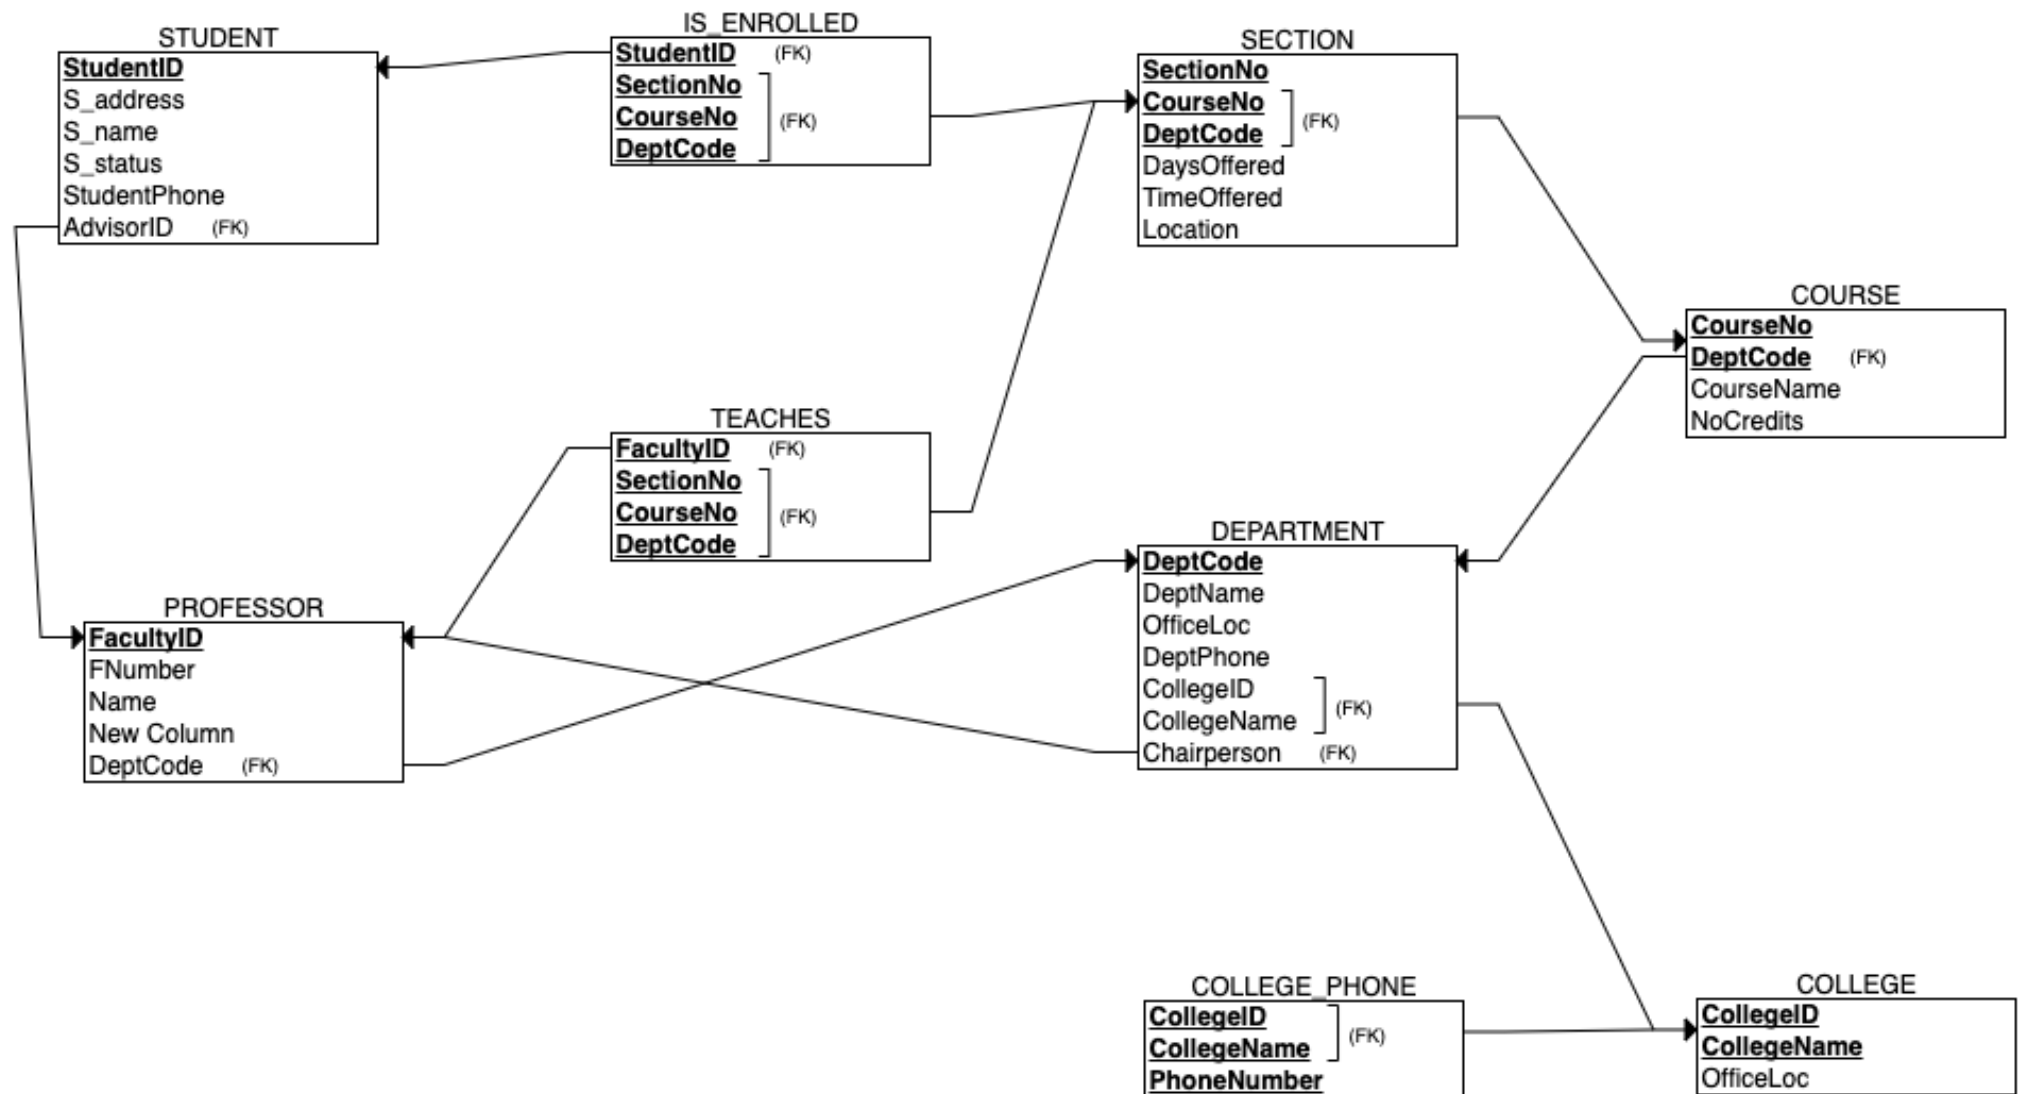 STUDENT
StudentID
S_address
S_name
S_status
StudentPhone
AdvisorID (FK)
IS_ENROLLED
StudentID (FK)
SectionNo
CourseNo (FK)
DeptCode
SECTION
SectionNo
CourseNo
DeptCode (FK)
DaysOffered
TimeOffered
Location
COURSE
CourseNo
DeptCode (FK)
CourseName
NoCredits
TEACHES
FacultyID (FK)
SectionNo
CourseNo (FK)
DeptCode
PROFESSOR
FacultyID
FNumber
Name
New Column
DeptCode (FK)
DEPARTMENT
DeptCode
DeptName
OfficeLoc
DeptPhone
CollegeID
CollegeName (FK)
Chairperson (FK)
COLLEGE_PHONE
CollegeID
CollegeName (FK)
PhoneNumber
COLLEGE
CollegeID
CollegeName
OfficeLoc